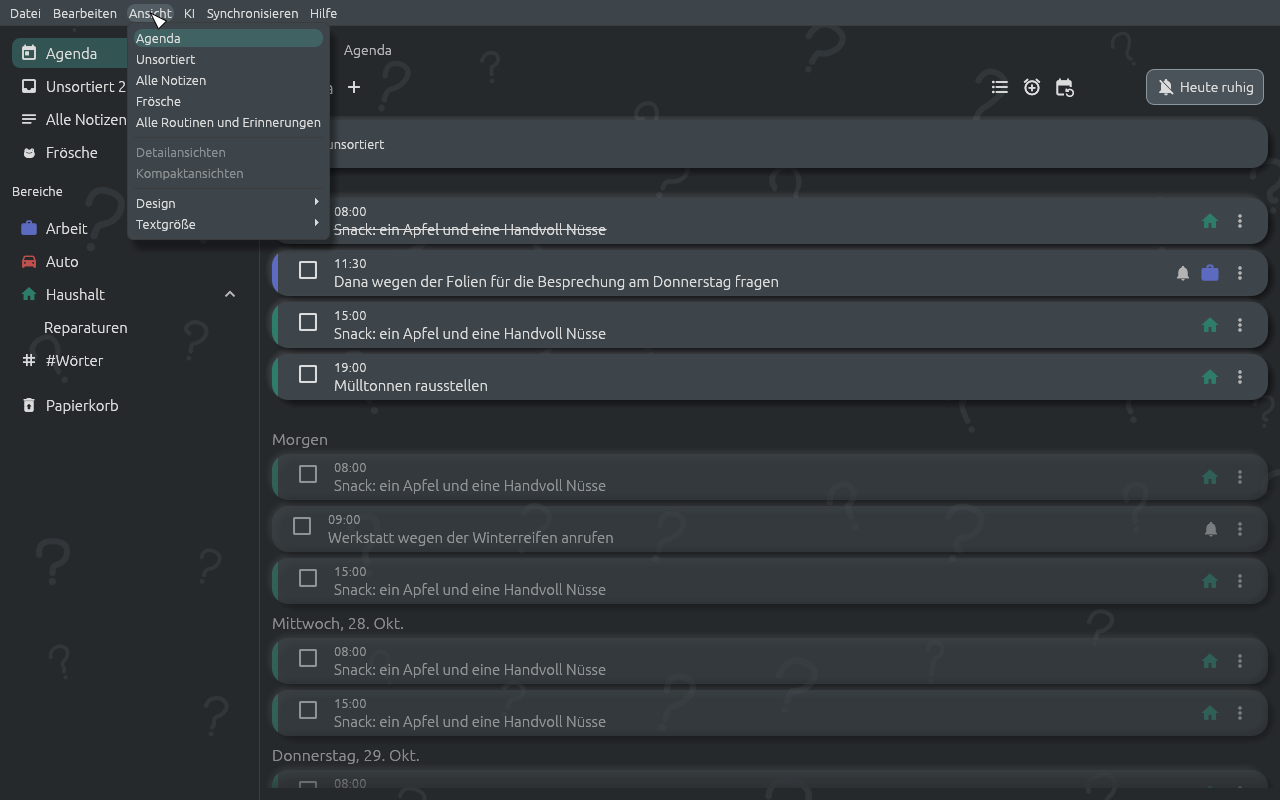 Datei Bearbeiten Ansicht KI Synchronisieren Hilfe
Agenda
Unsortiert
Alle Notizen
Frösche
Alle Routinen und Erinnerungen
Detailansichten
Kompaktansichten
Design
Textgröße
Agenda
Unsortiert 2
Alle Notizen
Frösche
Bereiche
Arbeit
Auto
Haushalt
Reparaturen
#Wörter
Papierkorb
Agenda
Heute ruhig
unsortiert
08:00
Snack: ein Apfel und eine Handvoll Nüsse
11:30
Dana wegen der Folien für die Besprechung am Donnerstag fragen
15:00
Snack: ein Apfel und eine Handvoll Nüsse
19:00
Mülltonnen rausstellen
Morgen
08:00
Snack: ein Apfel und eine Handvoll Nüsse
09:00
Werkstatt wegen der Winterreifen anrufen
15:00
Snack: ein Apfel und eine Handvoll Nüsse
Mittwoch, 28. Okt.
08:00
Snack: ein Apfel und eine Handvoll Nüsse
15:00
Snack: ein Apfel und eine Handvoll Nüsse
Donnerstag, 29. Okt.
08:00